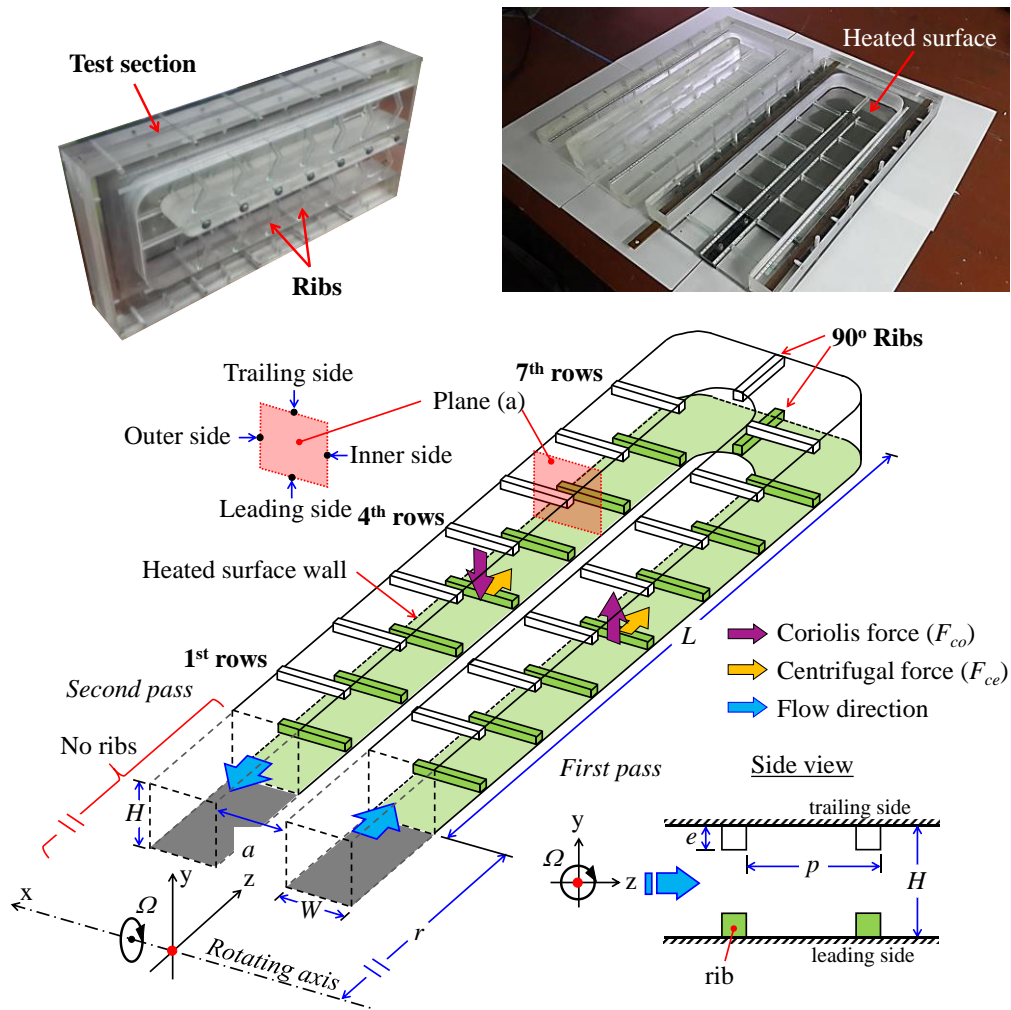 Test section
Ribs
Heated surface
90° Ribs
7th rows
Trailing side
Plane (a)
Outer side
Inner side
Leading side
4th rows
Heated surface wall
L
Coriolis force (Fco)
Centrifugal force (Fce)
Flow direction
1st rows
Second pass
No ribs
First pass
Side view
H
a
W
r
y
z
x
Ω
Rotating axis
y
Ω
z
trailing side
e
p
H
leading side
rib